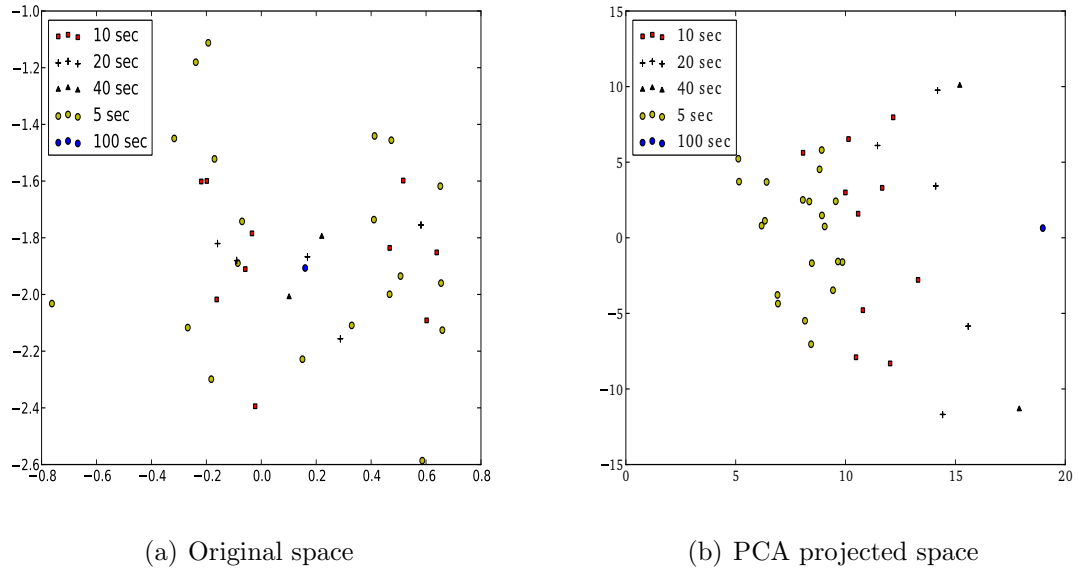 −1.0
−1.2
−1.4
−1.6
−1.8
−2.0
−2.2
−2.4
−2.6
−0.8 −0.6 −0.4 −0.2 0.0 0.2 0.4 0.6 0.8
10 sec
20 sec
40 sec
5 sec
100 sec
(a) Original space
15
10
5
0
−5
−10
−15
0 5 10 15 20
10 sec
20 sec
40 sec
5 sec
100 sec
(b) PCA projected space